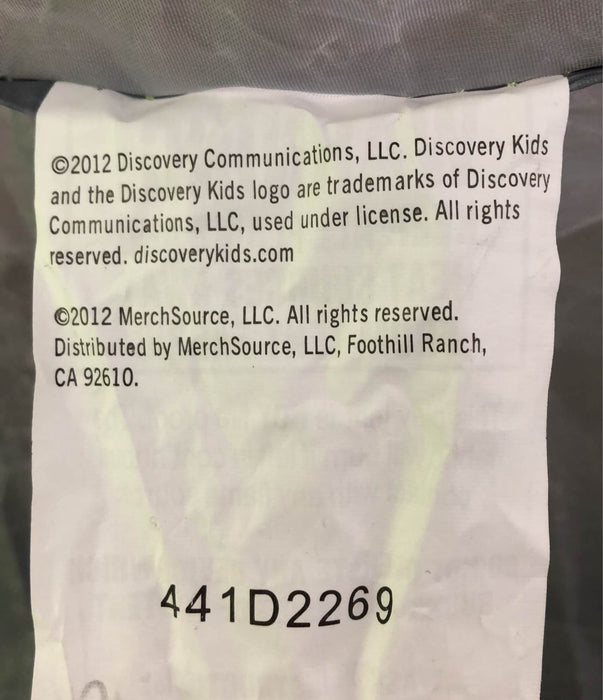 ©2012 Discovery Communications, LLC. Discovery Kids
and the Discovery Kids logo are trademarks of Discovery
Communications, LLC, used under license. All rights
reserved. discoverykids.com
©2012 MerchSource, LLC. All rights reserved.
Distributed by MerchSource, LLC, Foothill Ranch,
CA 92610.
441D2269